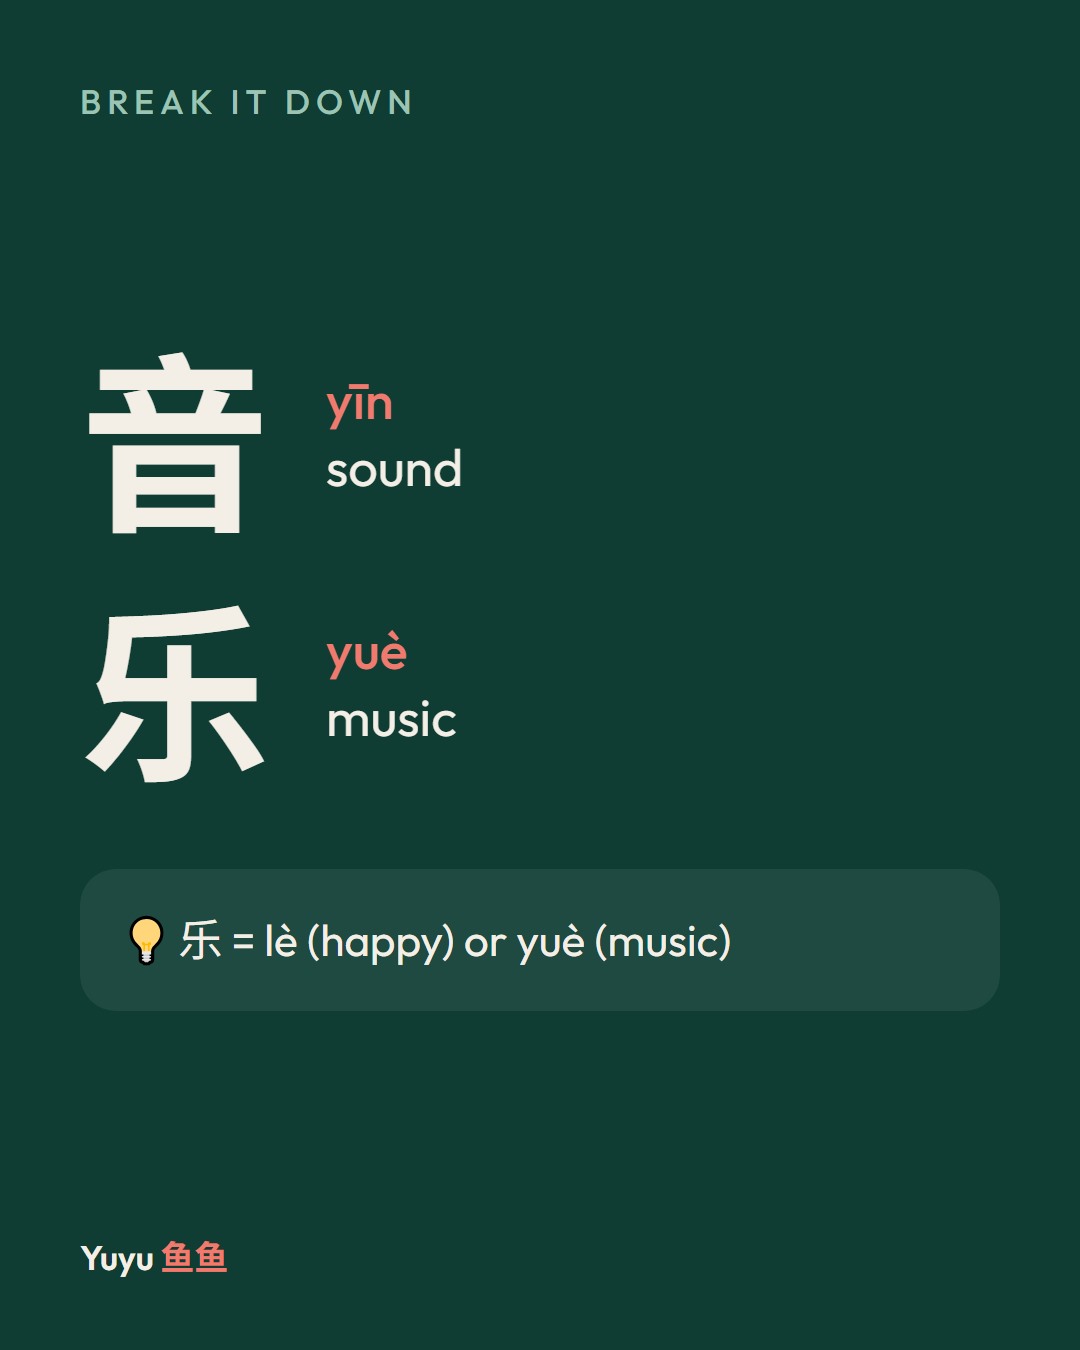 BREAK IT DOWN
音
yīn
sound
乐
yuè
music
💡 乐 = lè (happy) or yuè (music)
Yuyu 鱼鱼